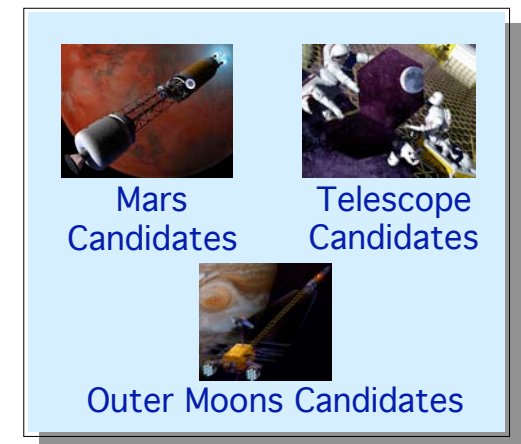 Mars
Candidates
Telescope
Candidates
Outer Moons Candidates